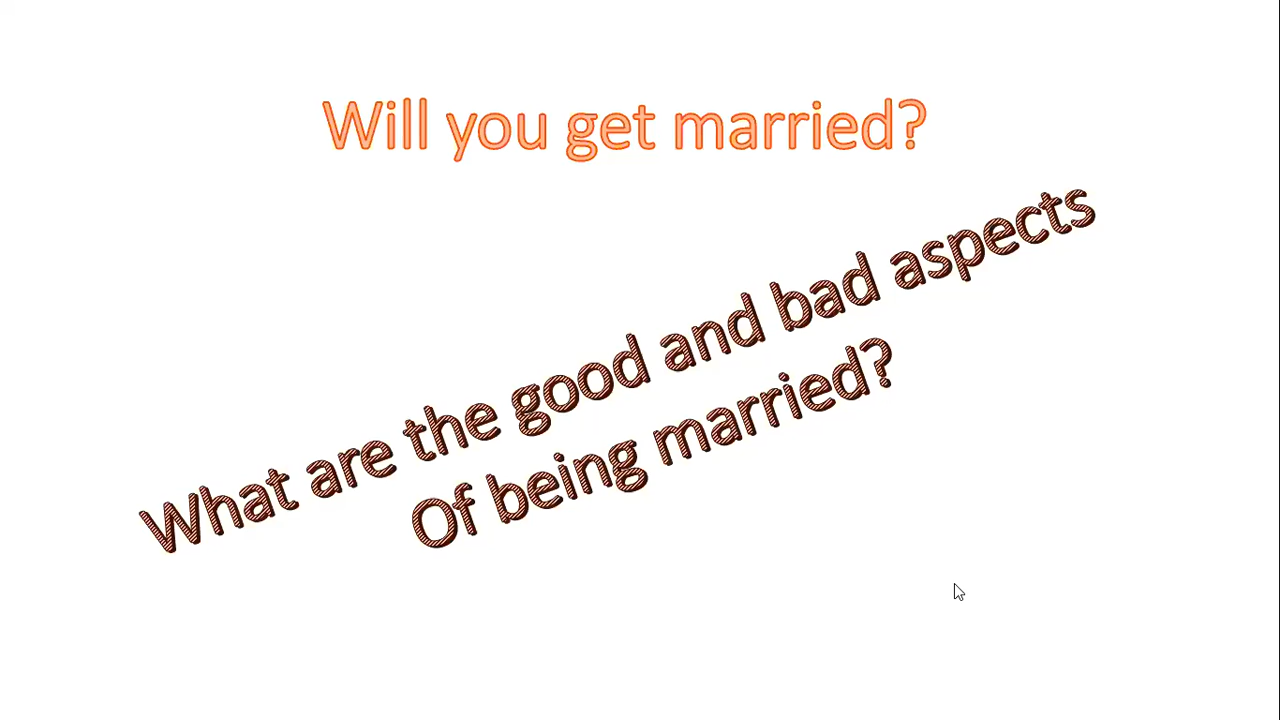 Will you get married?
What are the good and bad aspects
Of being married?